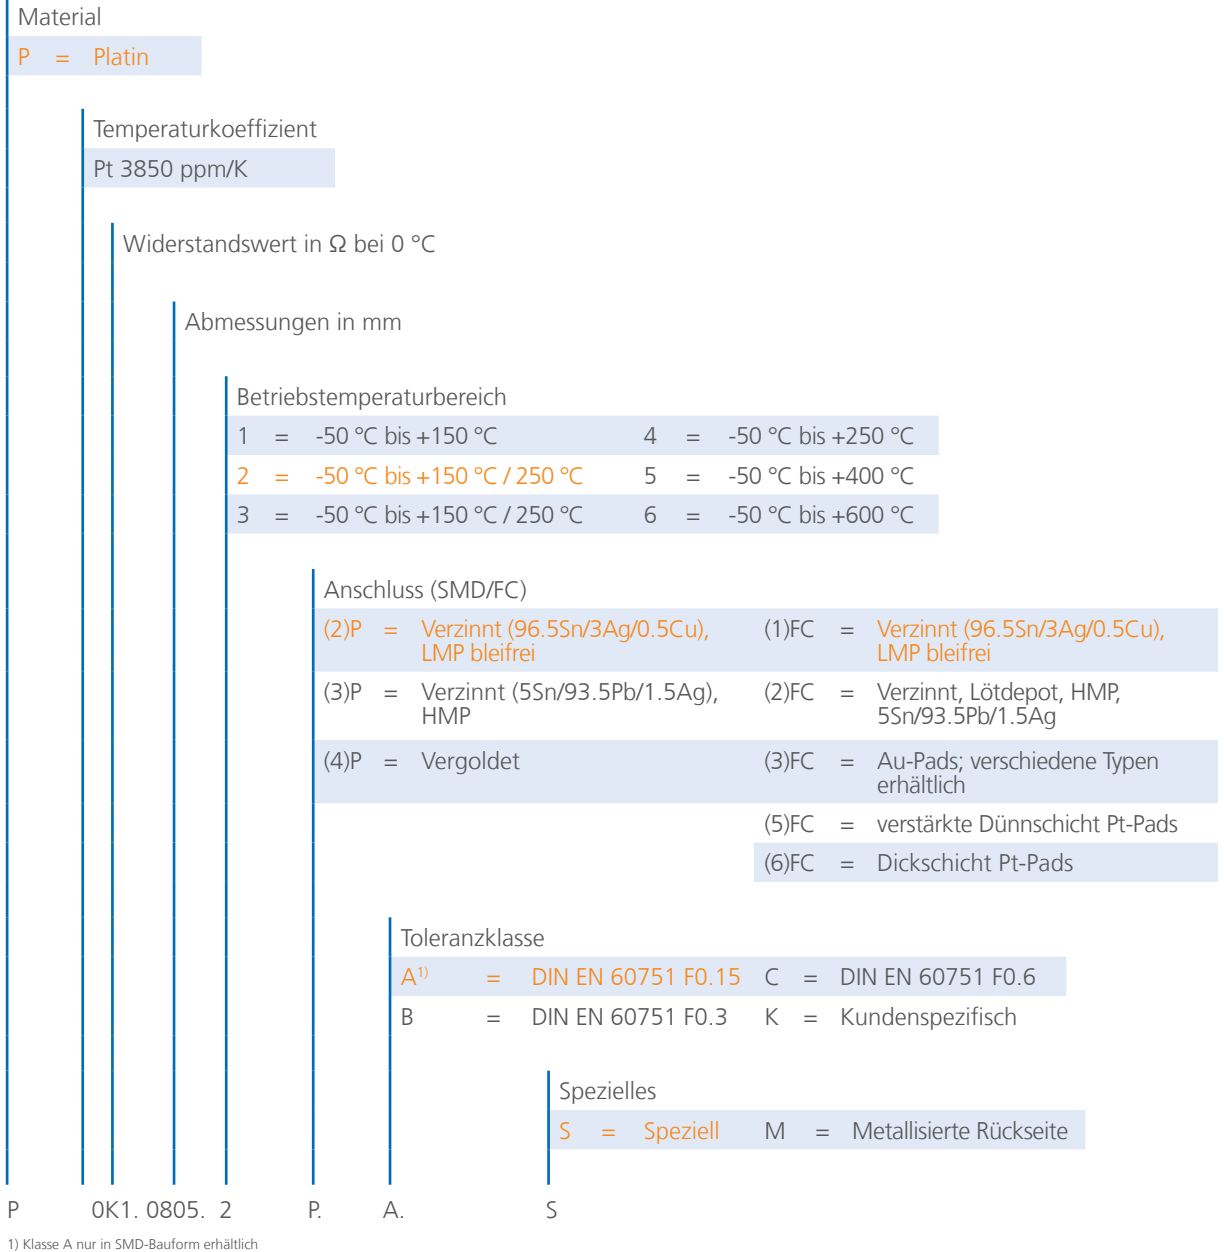 Material
P = Platin
Temperaturkoeffizient
Pt 3850 ppm/K
Widerstandswert in Ω bei 0 °C
Abmessungen in mm
Betriebstemperaturbereich
1 = -50 °C bis +150 °C 4 = -50 °C bis +250 °C
2 = -50 °C bis +150 °C / 250 °C 5 = -50 °C bis +400 °C
3 = -50 °C bis +150 °C / 250 °C 6 = -50 °C bis +600 °C
Anschluss (SMD/FC)
(2)P = Verzinnt (96.5Sn/3Ag/0.5Cu), (1)FC = Verzinnt (96.5Sn/3Ag/0.5Cu),
LMP bleifrei LMP bleifrei
(3)P = Verzinnt (5Sn/93.5Pb/1.5Ag), (2)FC = Verzinnt, Lötdepot, HMP,
HMP 5Sn/93.5Pb/1.5Ag
(4)P = Vergoldet (3)FC = Au-Pads; verschiedene Typen
erhältlich
(5)FC = verstärkte Dünnschicht Pt-Pads
(6)FC = Dickschicht Pt-Pads
Toleranzklasse
A1) = DIN EN 60751 F0.15 C = DIN EN 60751 F0.6
B = DIN EN 60751 F0.3 K = Kundenspezifisch
Spezielles
S = Speziell M = Metallisierte Rückseite
P 0K1. 0805. 2 P. A. S
1) Klasse A nur in SMD-Bauform erhältlich